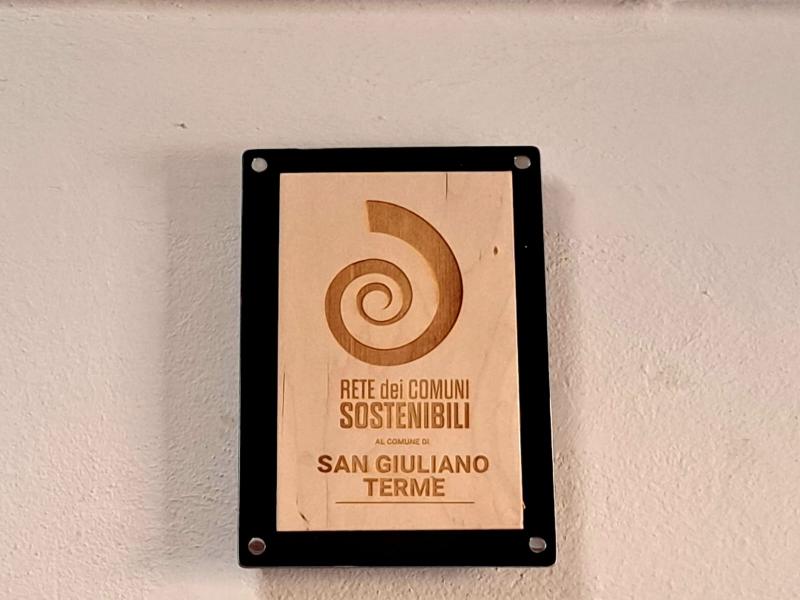 RETE dei COMUNI
SOSTENIBILI
AL COMUNE DI
SAN GIULIANO
TERME